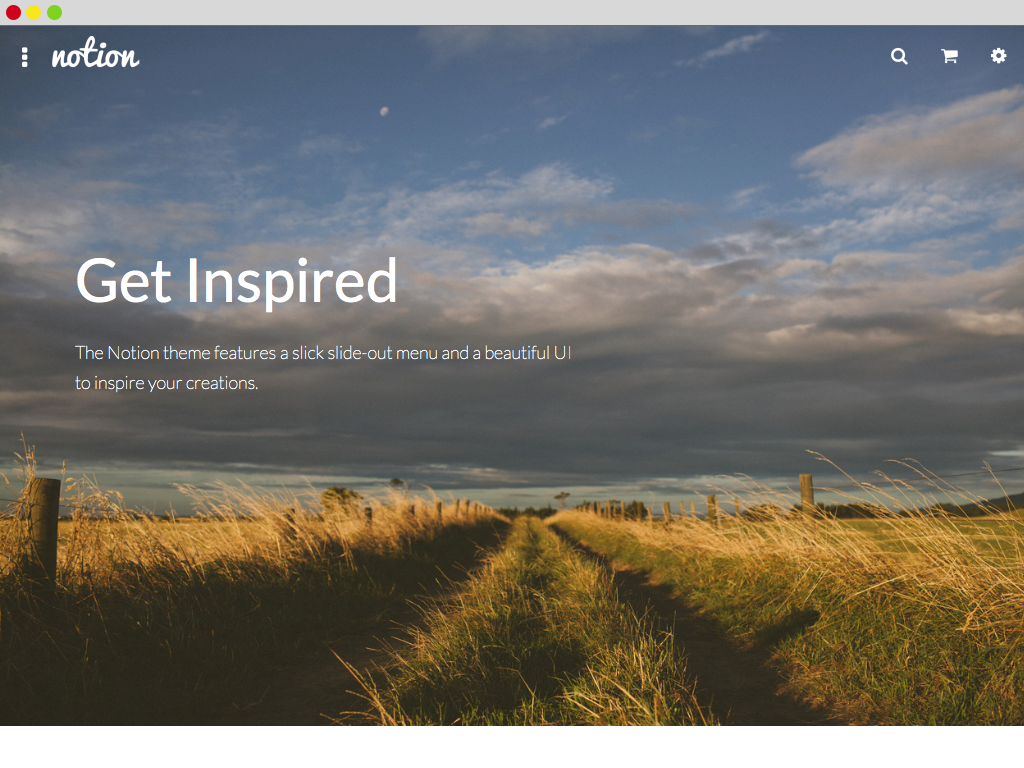 notion
Get Inspired
The Notion theme features a slick slide-out menu and a beautiful UI
to inspire your creations.